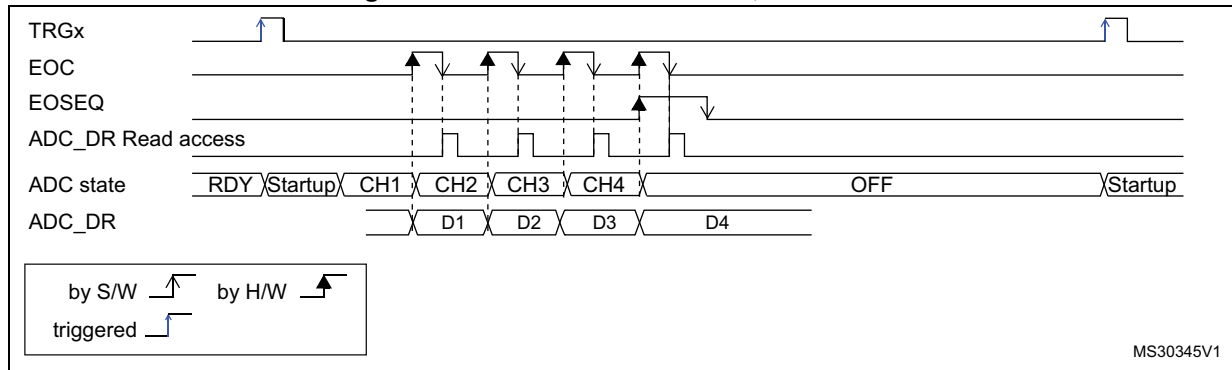 TRGx
EOC
EOSEQ
ADC_DR Read access
ADC state RDY Startup CH1 CH2 CH3 CH4 OFF Startup
ADC_DR D1 D2 D3 D4
by S/W by H/W
triggered
MS30345V1